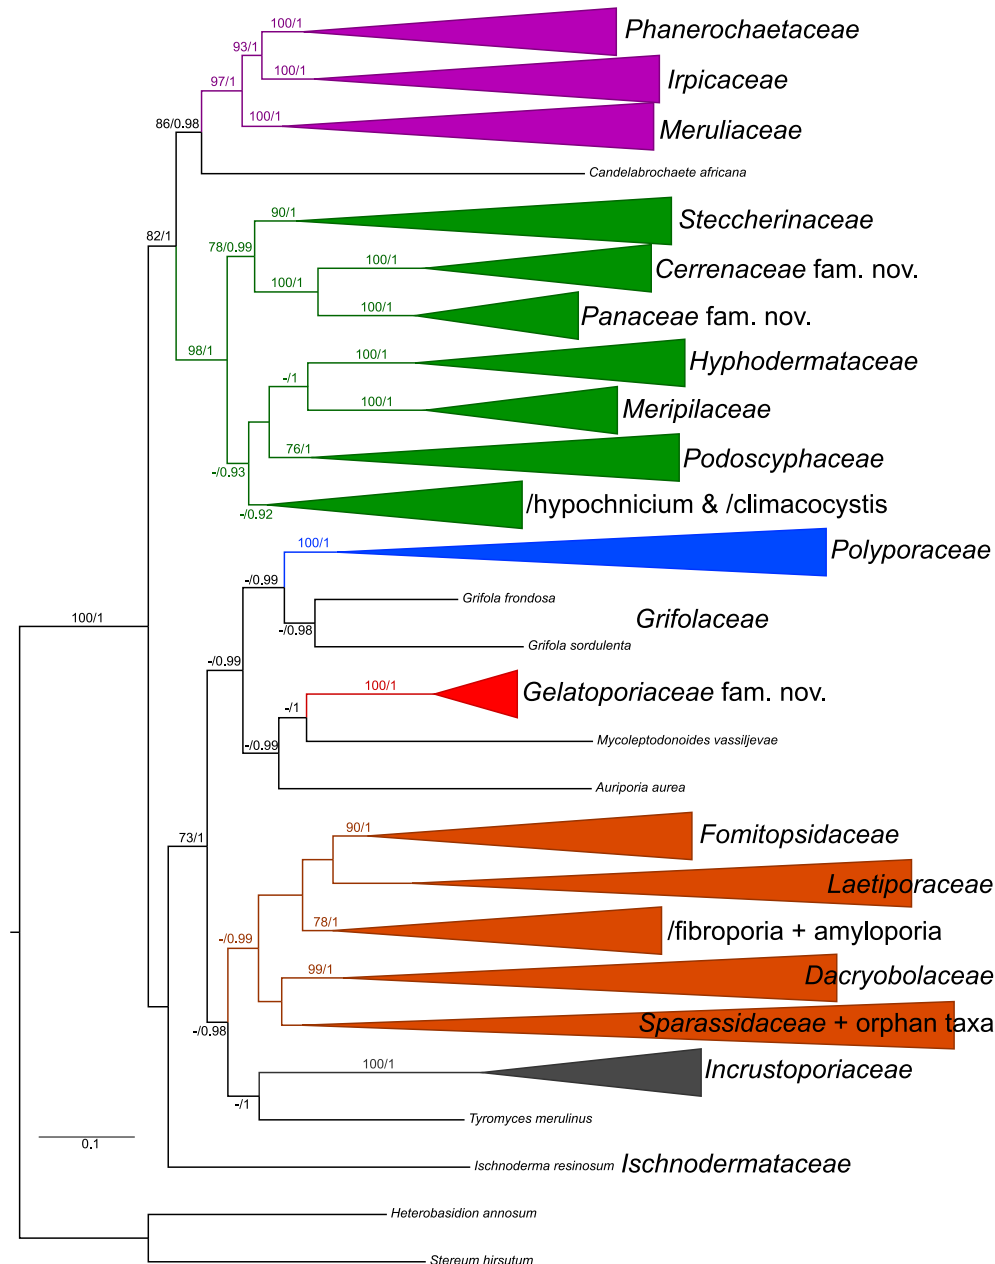 100/1
Phanerochaetaceae
93/1
100/1
Irpicaceae
97/1
100/1
Meruliaceae
86/0.98
Candelabrochaete africana
90/1
Steccherinaceae
82/1
78/0.99
100/1
Cerrenaceae fam. nov.
100/1
100/1
Panaceae fam. nov.
98/1
100/1
Hyphodermataceae
-/1
100/1
Meripilaceae
76/1
Podoscyphaceae
-/0.93
/hypochnicium & /climacocystis
-/0.92
100/1
Polyporaceae
-/0.99
Grifola frondosa
Grifolaceae
100/1
-/0.98
Grifola sordulenta
-/0.99
100/1
Gelatoporiaceae fam. nov.
-/1
Mycoleptodonoides vassiljevae
-/0.99
Auriporia aurea
90/1
Fomitopsidaceae
73/1
Laetiporaceae
78/1
/fibroporia + amyloporia
-/0.99
99/1
Dacryobolaceae
-/0.98
Sparassidaceae + orphan taxa
100/1
Incrustoporiaceae
-/1
Tyromyces merulinus
0.1
Ischnoderma resinosum Ischnodermataceae
Heterobasidion annosum
Stereum hirsutum